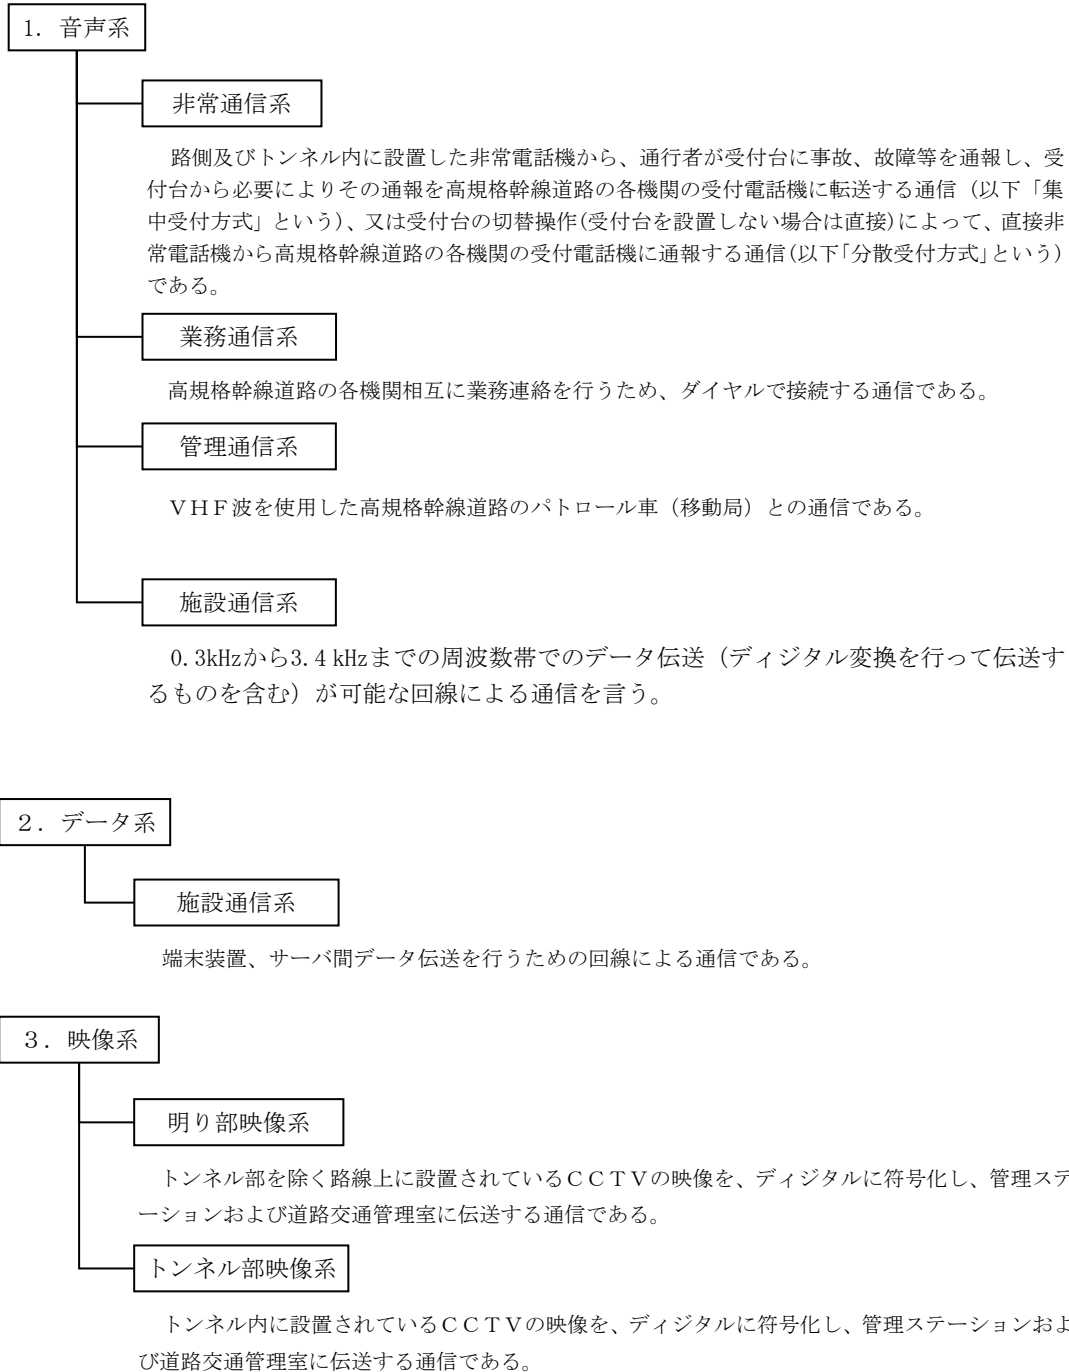 1. 音声系
非常通信系
路側及びトンネル内に設置した非常電話機から、通行者が受付台に事故、故障等を通報し、受
付台から必要によりその通報を高規格幹線道路の各機関の受付電話機に転送する通信（以下「集
中受付方式」という）、又は受付台の切替操作(受付台を設置しない場合は直接)によって、直接非
常電話機から高規格幹線道路の各機関の受付電話機に通報する通信(以下｢分散受付方式｣という)
である。
業務通信系
高規格幹線道路の各機関相互に業務連絡を行うため、ダイヤルで接続する通信である。
管理通信系
ＶＨＦ波を使用した高規格幹線道路のパトロール車（移動局）との通信である。
施設通信系
0.3kHzから3.4 kHzまでの周波数帯でのデータ伝送（ディジタル変換を行って伝送す
るものを含む）が可能な回線による通信を言う。
２．データ系
施設通信系
端末装置、サーバ間データ伝送を行うための回線による通信である。
３．映像系
明り部映像系
トンネル部を除く路線上に設置されているＣＣＴＶの映像を、ディジタルに符号化し、管理ステ
ーションおよび道路交通管理室に伝送する通信である。
トンネル部映像系
トンネル内に設置されているＣＣＴＶの映像を、ディジタルに符号化し、管理ステーションおよ
び道路交通管理室に伝送する通信である。